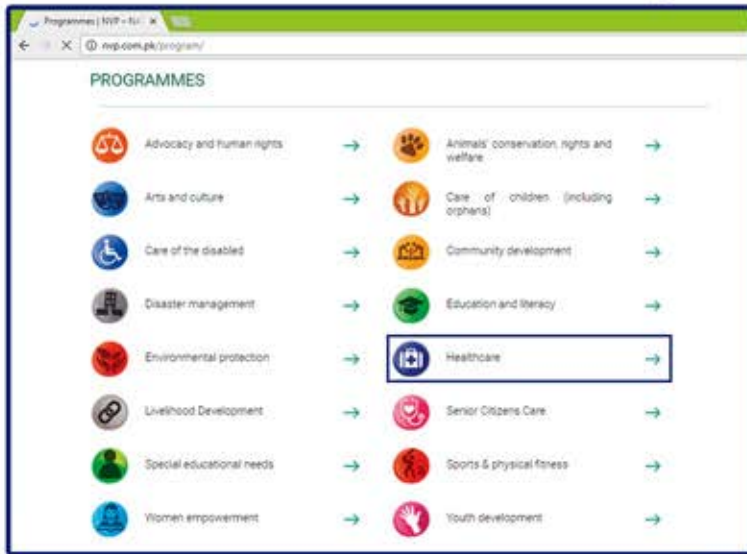 Programmes | NVP – Na
nvp.com.pk/program/
PROGRAMMES
Advocacy and human rights
Animals' conservation, rights and
welfare
Arts and culture
Care of children (including
orphans)
Care of the disabled
Community development
Disaster management
Education and literacy
Environmental protection
Healthcare
Livelihood Development
Senior Citizens Care
Special educational needs
Sports & physical fitness
Women empowerment
Youth development